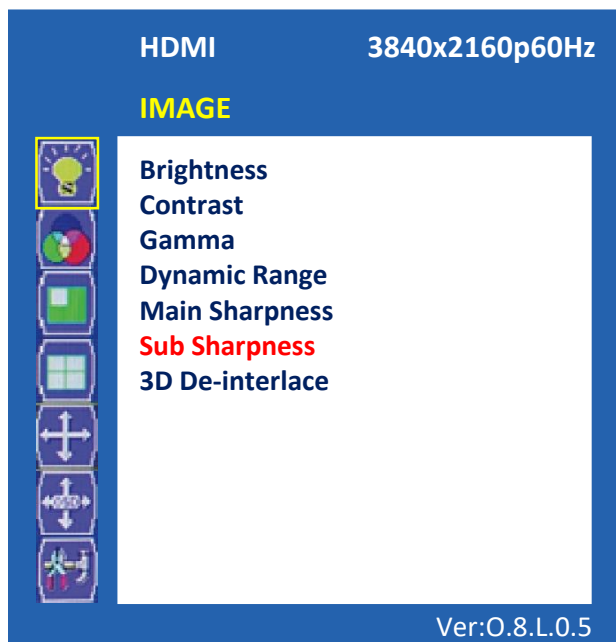 HDMI 3840x2160p60Hz
IMAGE
Brightness
Contrast
Gamma
Dynamic Range
Main Sharpness
Sub Sharpness
3D De-interlace
OSD
Ver:O.8.L.0.5